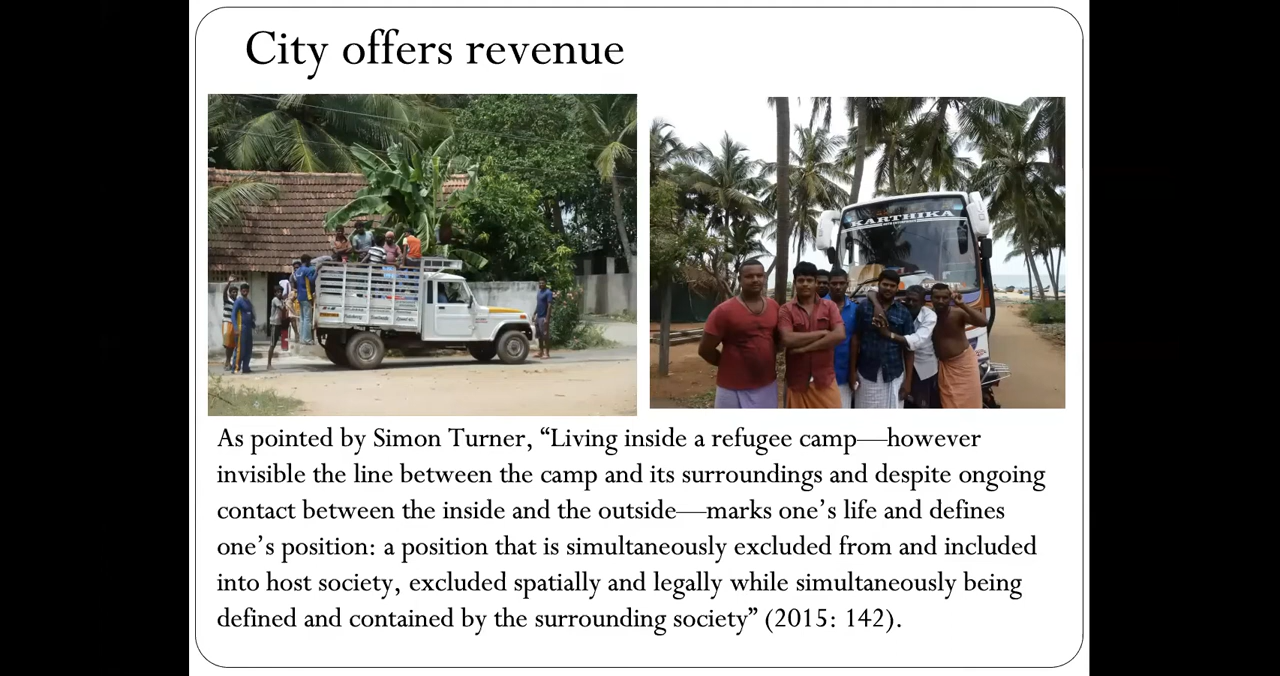 City offers revenue
KARTHIKA
As pointed by Simon Turner, “Living inside a refugee camp—however
invisible the line between the camp and its surroundings and despite ongoing
contact between the inside and the outside—marks one’s life and defines
one’s position: a position that is simultaneously excluded from and included
into host society, excluded spatially and legally while simultaneously being
defined and contained by the surrounding society” (2015: 142).